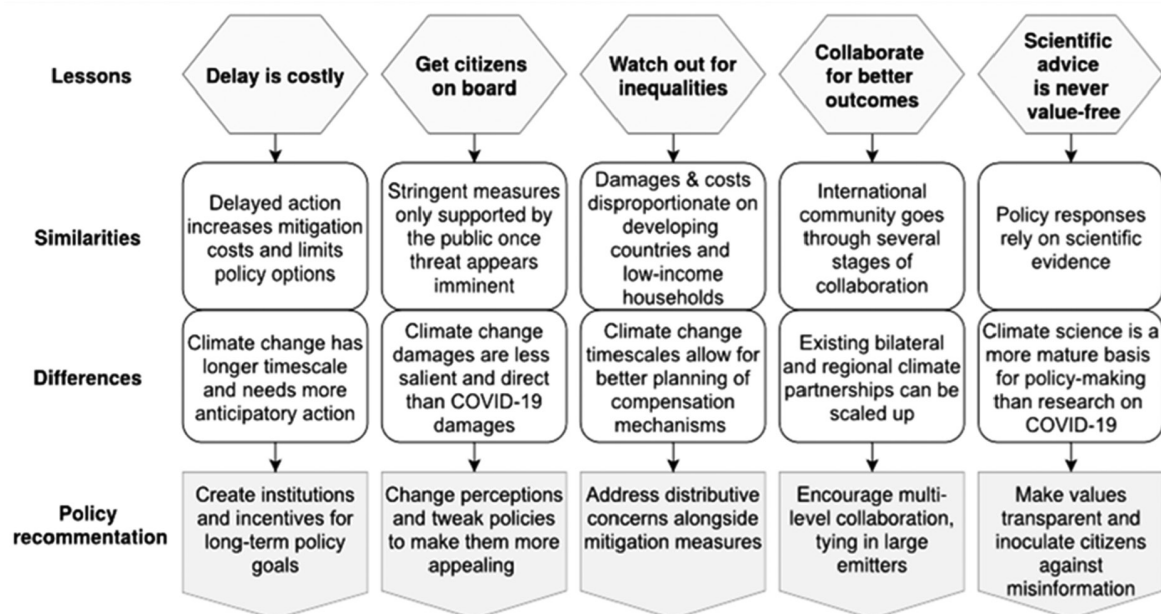 Lessons
Delay is costly
Get citizens
on board
Watch out for
inequalities
Collaborate
for better
outcomes
Scientific
advice
is never
value-free
Similarities
Delayed action
increases mitigation
costs and limits
policy options
Stringent measures
only supported by
the public once
threat appears
imminent
Damages & costs
disproportionate on
developing
countries and
low-income
households
International
community goes
through several
stages of
collaboration
Policy responses
rely on scientific
evidence
Differences
Climate change has
longer timescale
and needs more
anticipatory action
Climate change
damages are less
salient and direct
than COVID-19
damages
Climate change
timescales allow for
better planning of
compensation
mechanisms
Existing bilateral
and regional climate
partnerships can be
scaled up
Climate science is a
more mature basis
for policy-making
than research on
COVID-19
Policy
recommendation
Create institutions
and incentives for
long-term policy
goals
Change perceptions
and tweak policies
to make them more
appealing
Address distributive
concerns alongside
mitigation measures
Encourage multi-
level collaboration,
tying in large
emitters
Make values
transparent and
inoculate citizens
against
misinformation